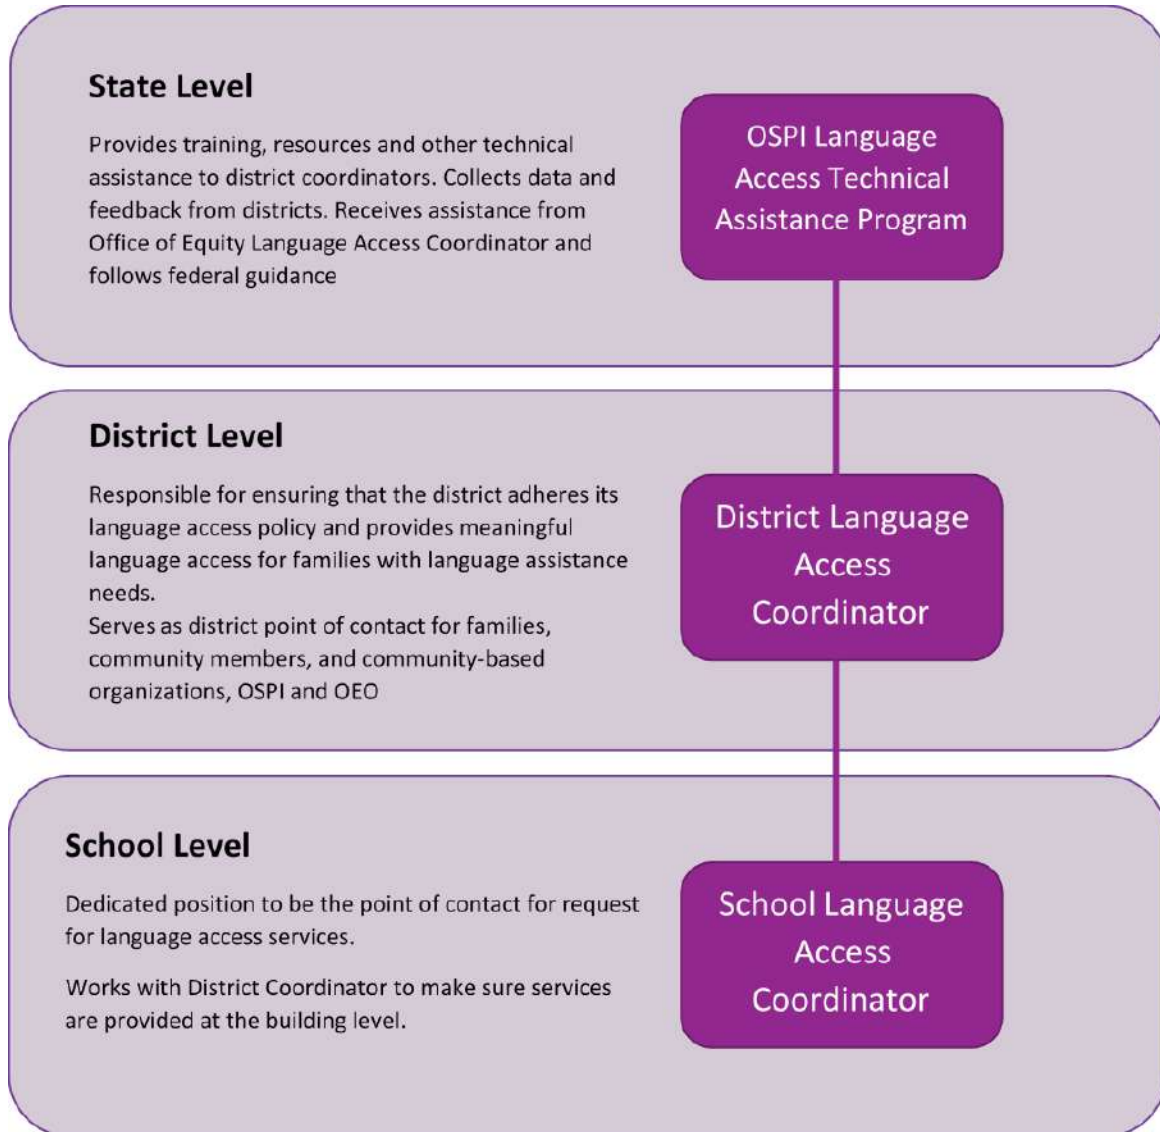 State Level
Provides training, resources and other technical
assistance to district coordinators. Collects data and
feedback from districts. Receives assistance from
Office of Equity Language Access Coordinator and
follows federal guidance
OSPI Language
Access Technical
Assistance Program
District Level
Responsible for ensuring that the district adheres its
language access policy and provides meaningful
language access for families with language assistance
needs.
Serves as district point of contact for families,
community members, and community-based
organizations, OSPI and OEO
District Language
Access
Coordinator
School Level
Dedicated position to be the point of contact for request
for language access services.
Works with District Coordinator to make sure services
are provided at the building level.
School Language
Access
Coordinator